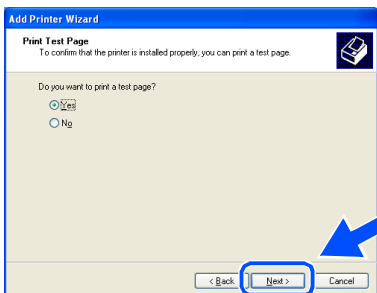 Add Printer Wizard
Print Test Page
To confirm that the printer is installed properly, you can print a test page.
Do you want to print a test page?
Yes
No
< Back Next > Cancel